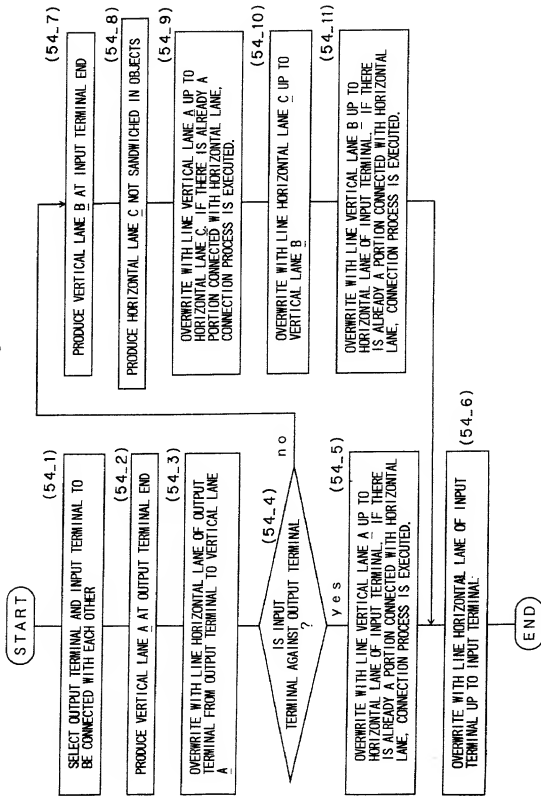 START
(54_1)
SELECT OUTPUT TERMINAL AND INPUT TERMINAL TO
BE CONNECTED WITH EACH OTHER
(54_2)
PRODUCE VERTICAL LANE A AT OUTPUT TERMINAL END
(54_3)
OVERWRITE WITH LINE HORIZONTAL LANE OF OUTPUT
TERMINAL FROM OUTPUT TERMINAL TO VERTICAL LANE
A
(54_4)
IS INPUT
TERMINAL AGAINST OUTPUT TERMINAL
?
no
yes
(54_5)
OVERWRITE WITH LINE VERTICAL LANE A UP TO
HORIZONTAL LANE OF INPUT TERMINAL. IF THERE
IS ALREADY A PORTION CONNECTED WITH HORIZONTAL
LANE, CONNECTION PROCESS IS EXECUTED.
(54_6)
OVERWRITE WITH LINE HORIZONTAL LANE OF INPUT
TERMINAL UP TO INPUT TERMINAL.
END
(54_7)
PRODUCE VERTICAL LANE B AT INPUT TERMINAL END
(54_8)
PRODUCE HORIZONTAL LANE C NOT SANDWICHED IN OBJECTS
(54_9)
OVERWRITE WITH LINE VERTICAL LANE A UP TO
HORIZONTAL LANE C. IF THERE IS ALREADY A
PORTION CONNECTED WITH HORIZONTAL LANE,
CONNECTION PROCESS IS EXECUTED.
(54_10)
OVERWRITE WITH LINE HORIZONTAL LANE C UP TO
VERTICAL LANE B
(54_11)
OVERWRITE WITH LINE VERTICAL LANE B UP TO
HORIZONTAL LANE OF INPUT TERMINAL. IF THERE
IS ALREADY A PORTION CONNECTED WITH HORIZONTAL
LANE, CONNECTION PROCESS IS EXECUTED.